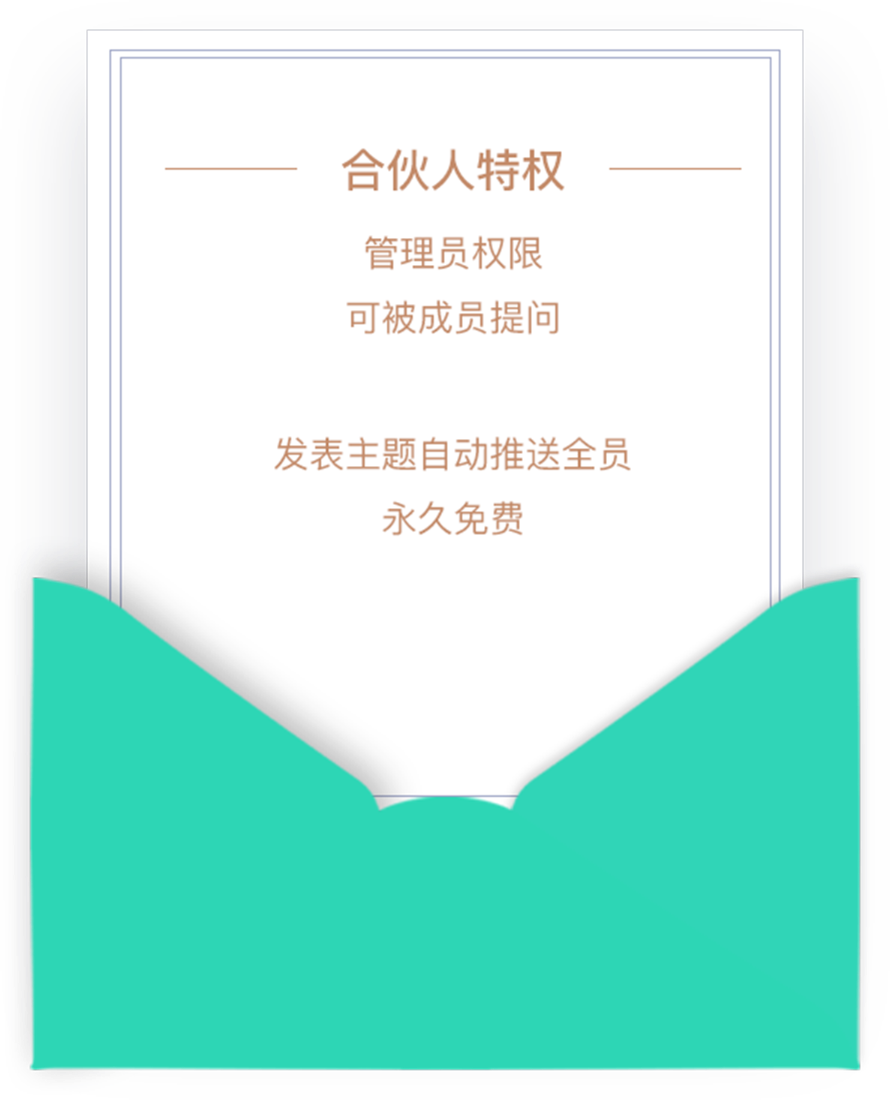 合伙人特权
管理员权限
可被成员提问
发表主题自动推送全员
永久免费